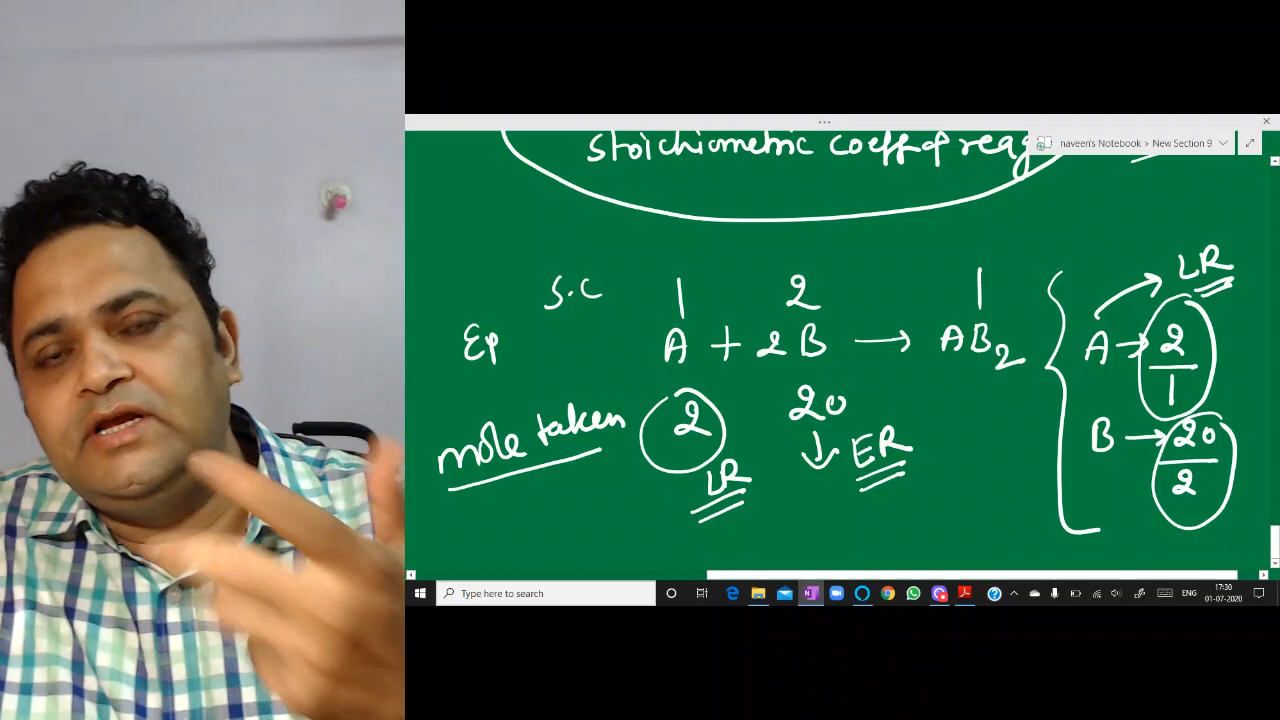 stoichiometric coeff of reag
naveen's Notebook > New Section 9
S.C 1 2 1
Ep A + 2B → AB2
mole taken 2 20
LR ER
LR
A → 2/1
B → 20/2
Type here to search
ENG
17:30
01-07-2020